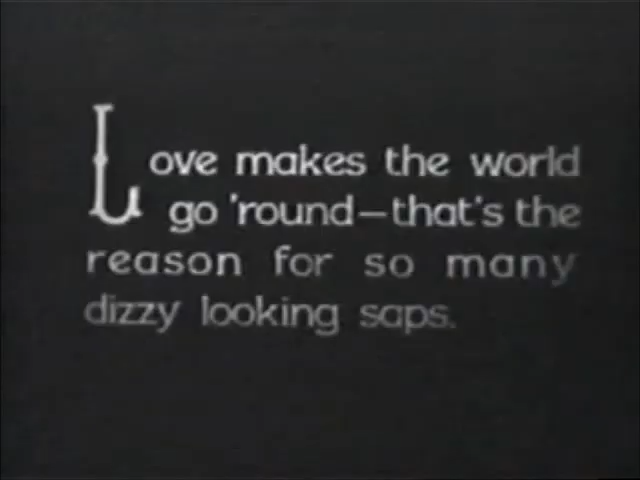 Love makes the world
go 'round—that's the
reason for so many
dizzy looking saps.